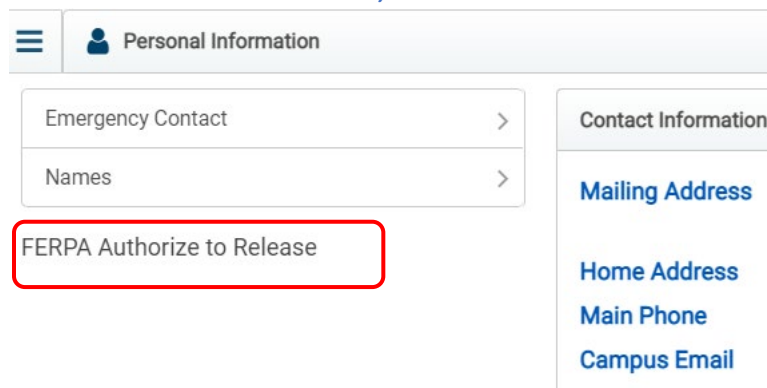 Personal Information
Emergency Contact
Names
FERPA Authorize to Release
Contact Information
Mailing Address
Home Address
Main Phone
Campus Email